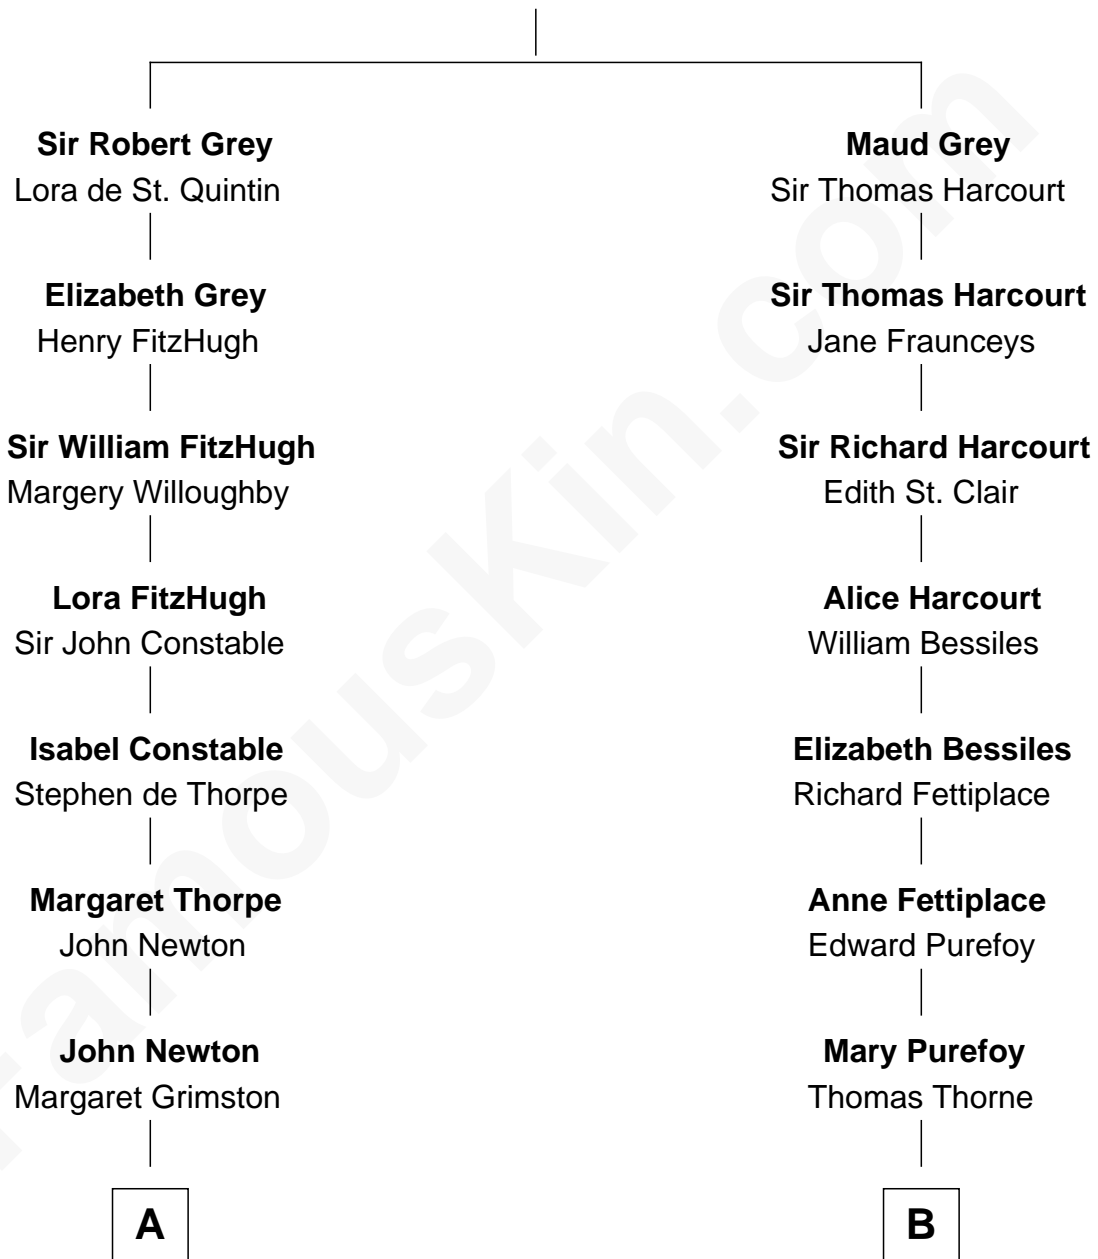 Sir Robert Grey
Lora de St. Quintin
Elizabeth Grey
Henry FitzHugh
Sir William FitzHugh
Margery Willoughby
Lora FitzHugh
Sir John Constable
Isabel Constable
Stephen de Thorpe
Margaret Thorpe
John Newton
John Newton
Margaret Grimston
A
Maud Grey
Sir Thomas Harcourt
Sir Thomas Harcourt
Jane Fraunceys
Sir Richard Harcourt
Edith St. Clair
Alice Harcourt
William Bessiles
Elizabeth Bessiles
Richard Fettiplace
Anne Fettiplace
Edward Purefoy
Mary Purefoy
Thomas Thorne
B
FamousKin.com